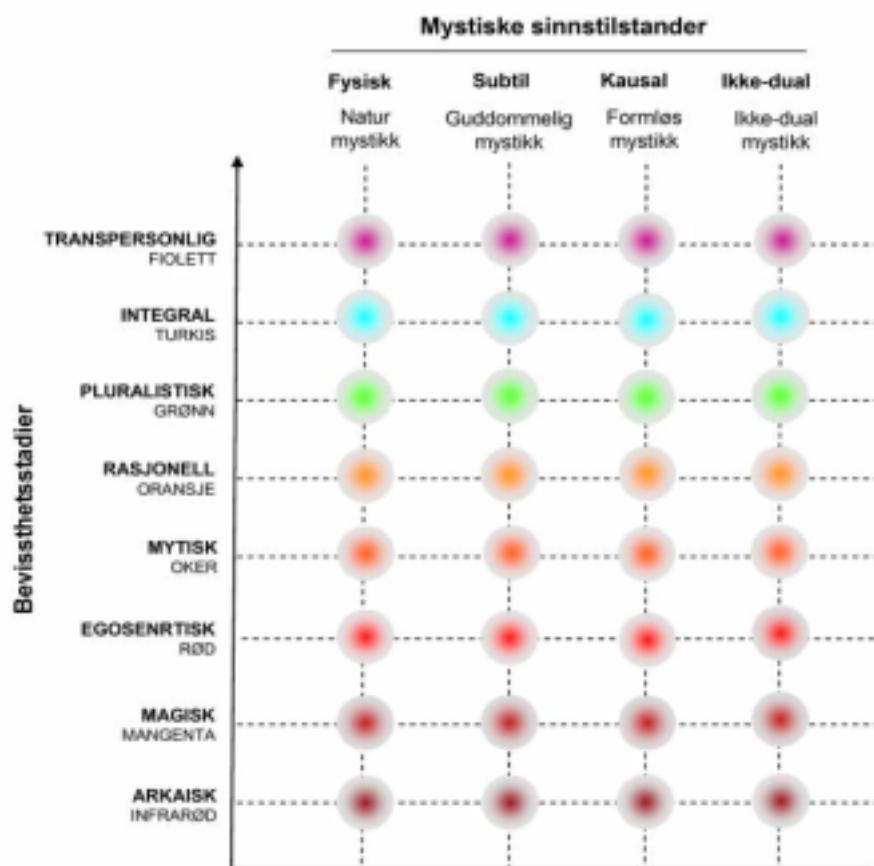 Mystiske sinnstilstander
Fysisk Subtil Kausal Ikke-dual
Natur Guddommelig Formløs Ikke-dual
mystikk mystikk mystikk mystikk
Bevissthetsstadier
TRANSPERSONLIG
FIOLETT
INTEGRAL
TURKIS
PLURALISTISK
GRØNN
RASJONELL
ORANSJE
MYTISK
OKER
EGOSENRTISK
RØD
MAGISK
MANGENTA
ARKAISK
INFRARØD